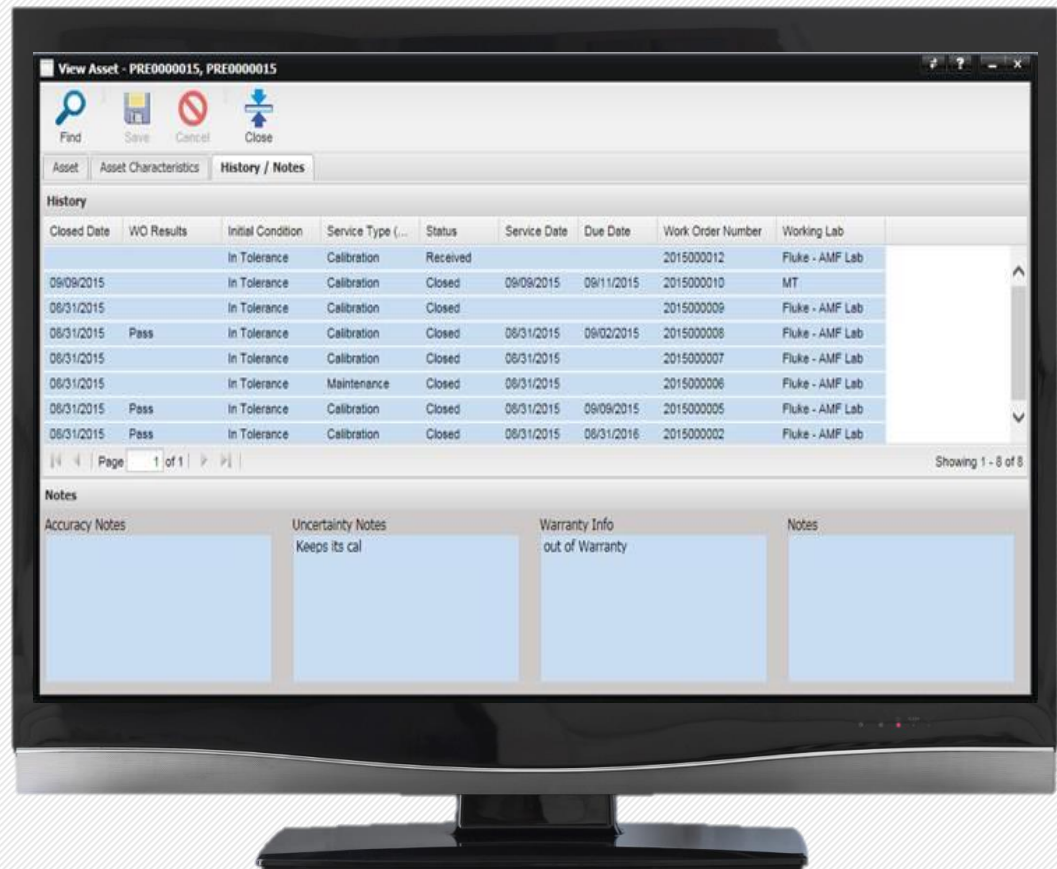 View Asset - PRE0000015, PRE0000015
Find Save Cancel Close
Asset Asset Characteristics History / Notes
History
Closed Date WO Results Initial Condition Service Type (... Status Service Date Due Date Work Order Number Working Lab
In Tolerance Calibration Received 2015000012 Fluke - AMF Lab
09/09/2015 In Tolerance Calibration Closed 09/09/2015 09/11/2015 2015000010 MT
08/31/2015 In Tolerance Calibration Closed 2015000009 Fluke - AMF Lab
08/31/2015 Pass In Tolerance Calibration Closed 08/31/2015 09/02/2015 2015000008 Fluke - AMF Lab
08/31/2015 In Tolerance Calibration Closed 08/31/2015 2015000007 Fluke - AMF Lab
08/31/2015 In Tolerance Maintenance Closed 08/31/2015 2015000006 Fluke - AMF Lab
08/31/2015 Pass In Tolerance Calibration Closed 08/31/2015 09/09/2015 2015000005 Fluke - AMF Lab
08/31/2015 Pass In Tolerance Calibration Closed 08/31/2015 08/31/2016 2015000002 Fluke - AMF Lab
Page 1 of 1 Showing 1 - 8 of 8
Notes
Accuracy Notes Uncertainty Notes Warranty Info Notes
Keeps its cal out of Warranty